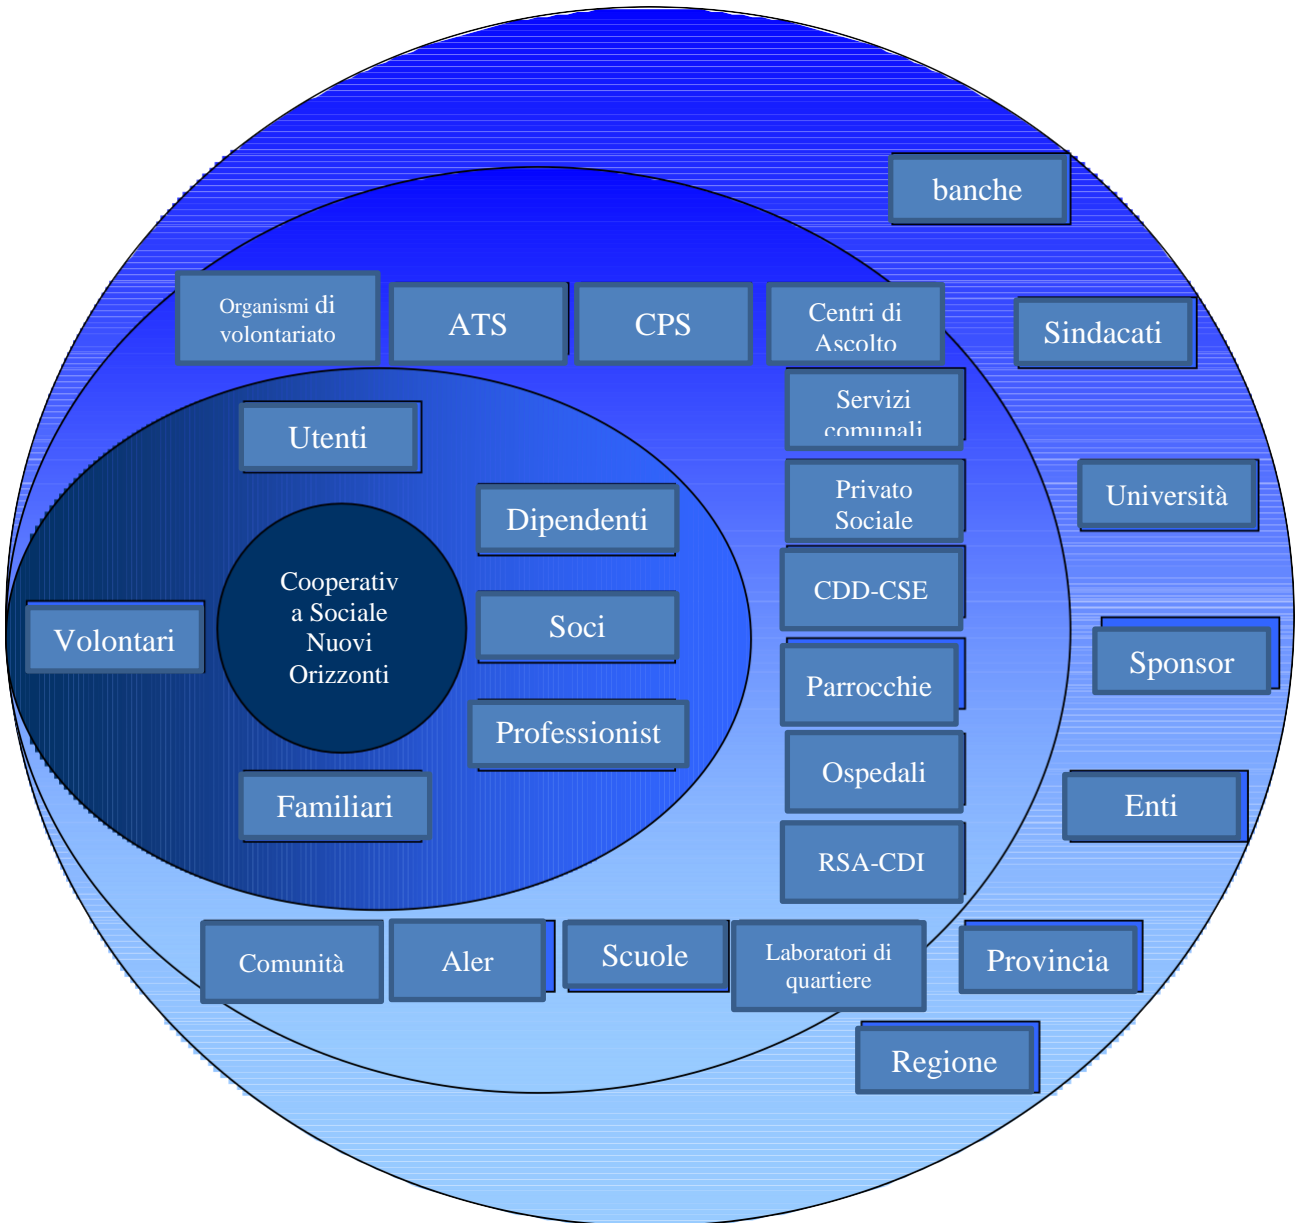 banche
Organismi di
volontariato
ATS
CPS
Centri di
Ascolto
Sindacati
Servizi
comunali
Utenti
Privato
Sociale
Università
Dipendenti
CDD-CSE
Cooperativ
a Sociale
Nuovi
Orizzonti
Volontari
Soci
Parrocchie
Sponsor
Professionist
Ospedali
Familiari
Enti
RSA-CDI
Comunità
Aler
Scuole
Laboratori di
quartiere
Provincia
Regione